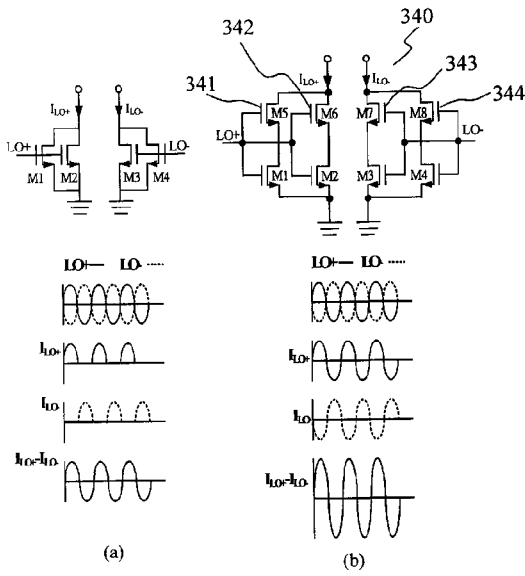 342
340
341
I_LO+
I_LO-
343
344
I_LO+
I_LO-
M5
M6
M7
M8
LO+
LO-
LO+
LO-
M1
M2
M3
M4
M1
M2
M3
M4
LO+ LO-
LO+ LO-
I_LO+
I_LO+
I_LO-
I_LO
I_LO+-I_LO-
I_LO+-I_LO-
(a)
(b)